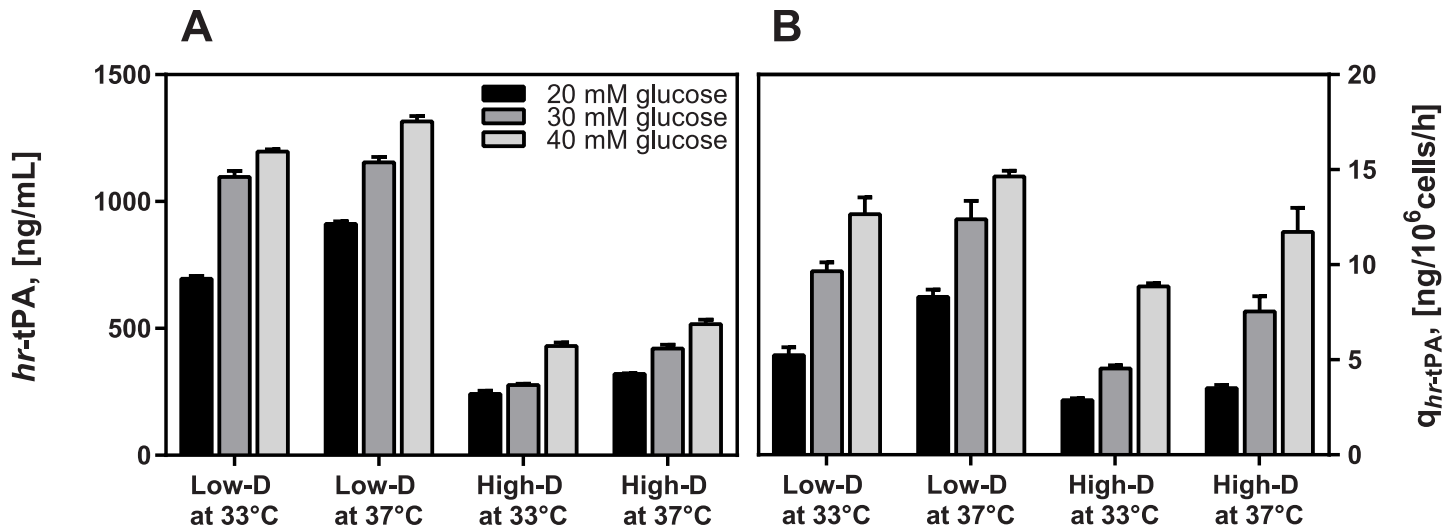 A
B
hr-tPA, [ng/mL]
1500
1000
500
0
20 mM glucose
30 mM glucose
40 mM glucose
Low-D
at 33°C
Low-D
at 37°C
High-D
at 33°C
High-D
at 37°C
20
15
10
5
0
qhr-tPA, [ng/10⁶cells/h]
Low-D
at 33°C
Low-D
at 37°C
High-D
at 33°C
High-D
at 37°C